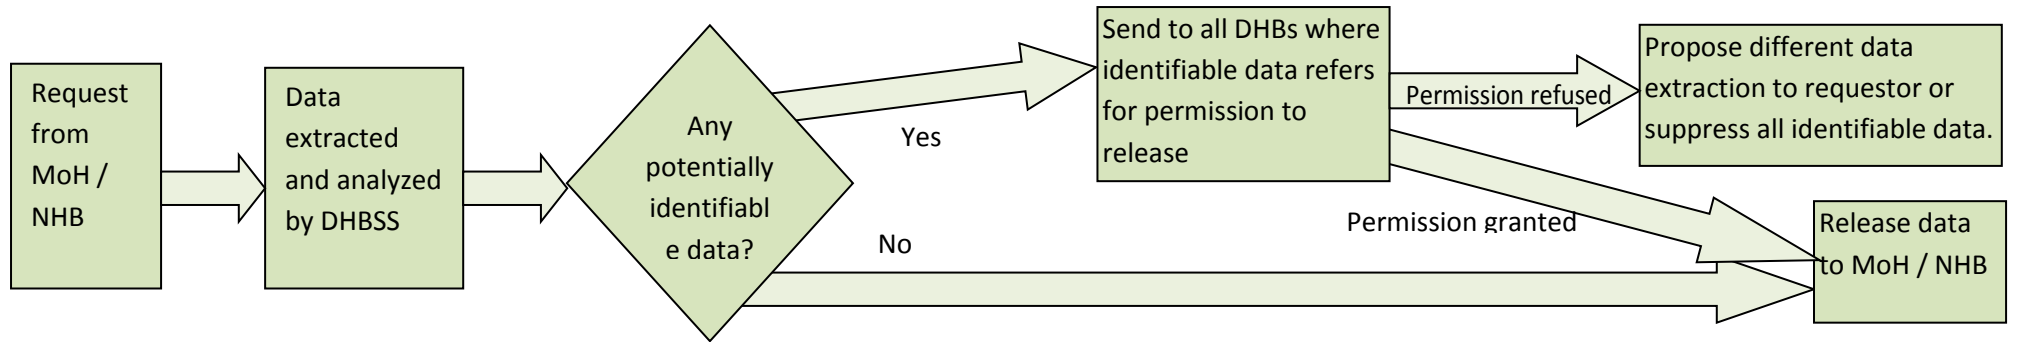 Request
from
MoH /
NHB
Data
extracted
and analyzed
by DHBSS
Any
potentially
identifiabl
e data?
Yes
No
Send to all DHBs where
identifiable data refers
for permission to
release
Permission refused
Permission granted
Propose different data
extraction to requestor or
suppress all identifiable data.
Release data
to MoH / NHB